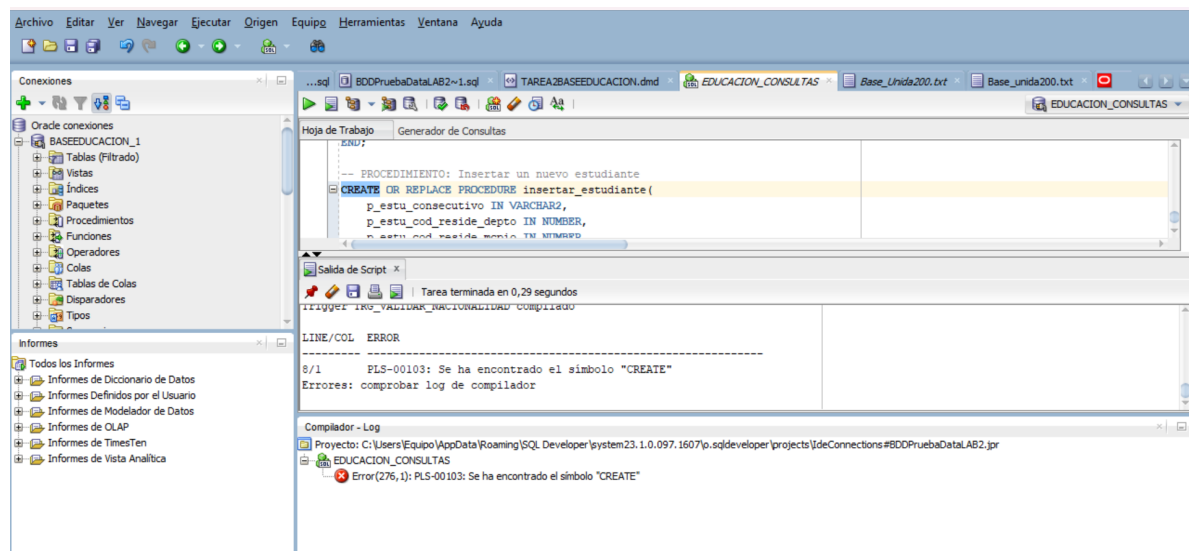 Archivo Editar Ver Navegar Ejecutar Origen Equipo Herramientas Ventana Ayuda
Conexiones
Oracle conexiones
BASEEDUCACION_1
Tablas (Filtrado)
Vistas
Índices
Paquetes
Procedimientos
Funciones
Operadores
Colas
Tablas de Colas
Disparadores
Tipos
Informes
Todos los Informes
Informes de Diccionario de Datos
Informes Definidos por el Usuario
Informes de Modelador de Datos
Informes de OLAP
Informes de TimesTen
Informes de Vista Analítica
...sql BDDPruebaDataLAB2~1.sql TAREA2BASEEDUCACION.dmd EDUCACION_CONSULTAS Base_Unida200.txt Base_unida200.txt
EDUCACION_CONSULTAS
Hoja de Trabajo Generador de Consultas
END;
-- PROCEDIMIENTO: Insertar un nuevo estudiante
CREATE OR REPLACE PROCEDURE insertar_estudiante(
p_estu_consecutivo IN VARCHAR2,
p_estu_cod_reside_depto IN NUMBER,
p_estu_cod_reside_mcpio IN NUMBER
Salida de Script x
Tarea terminada en 0,29 segundos
Trigger TRG_VALIDAR_NACIONALIDAD compilado
LINE/COL ERROR
--------- -------------------------------------------------------------
8/1 PLS-00103: Se ha encontrado el símbolo "CREATE"
Errores: comprobar log de compilador
Compilador - Log
Proyecto: C:\Users\Equipo\AppData\Roaming\SQL Developer\system23.1.0.097.1607\o.sqldeveloper\projects\IdeConnections#BDDPruebaDataLAB2.jpr
EDUCACION_CONSULTAS
Error(276,1): PLS-00103: Se ha encontrado el símbolo "CREATE"